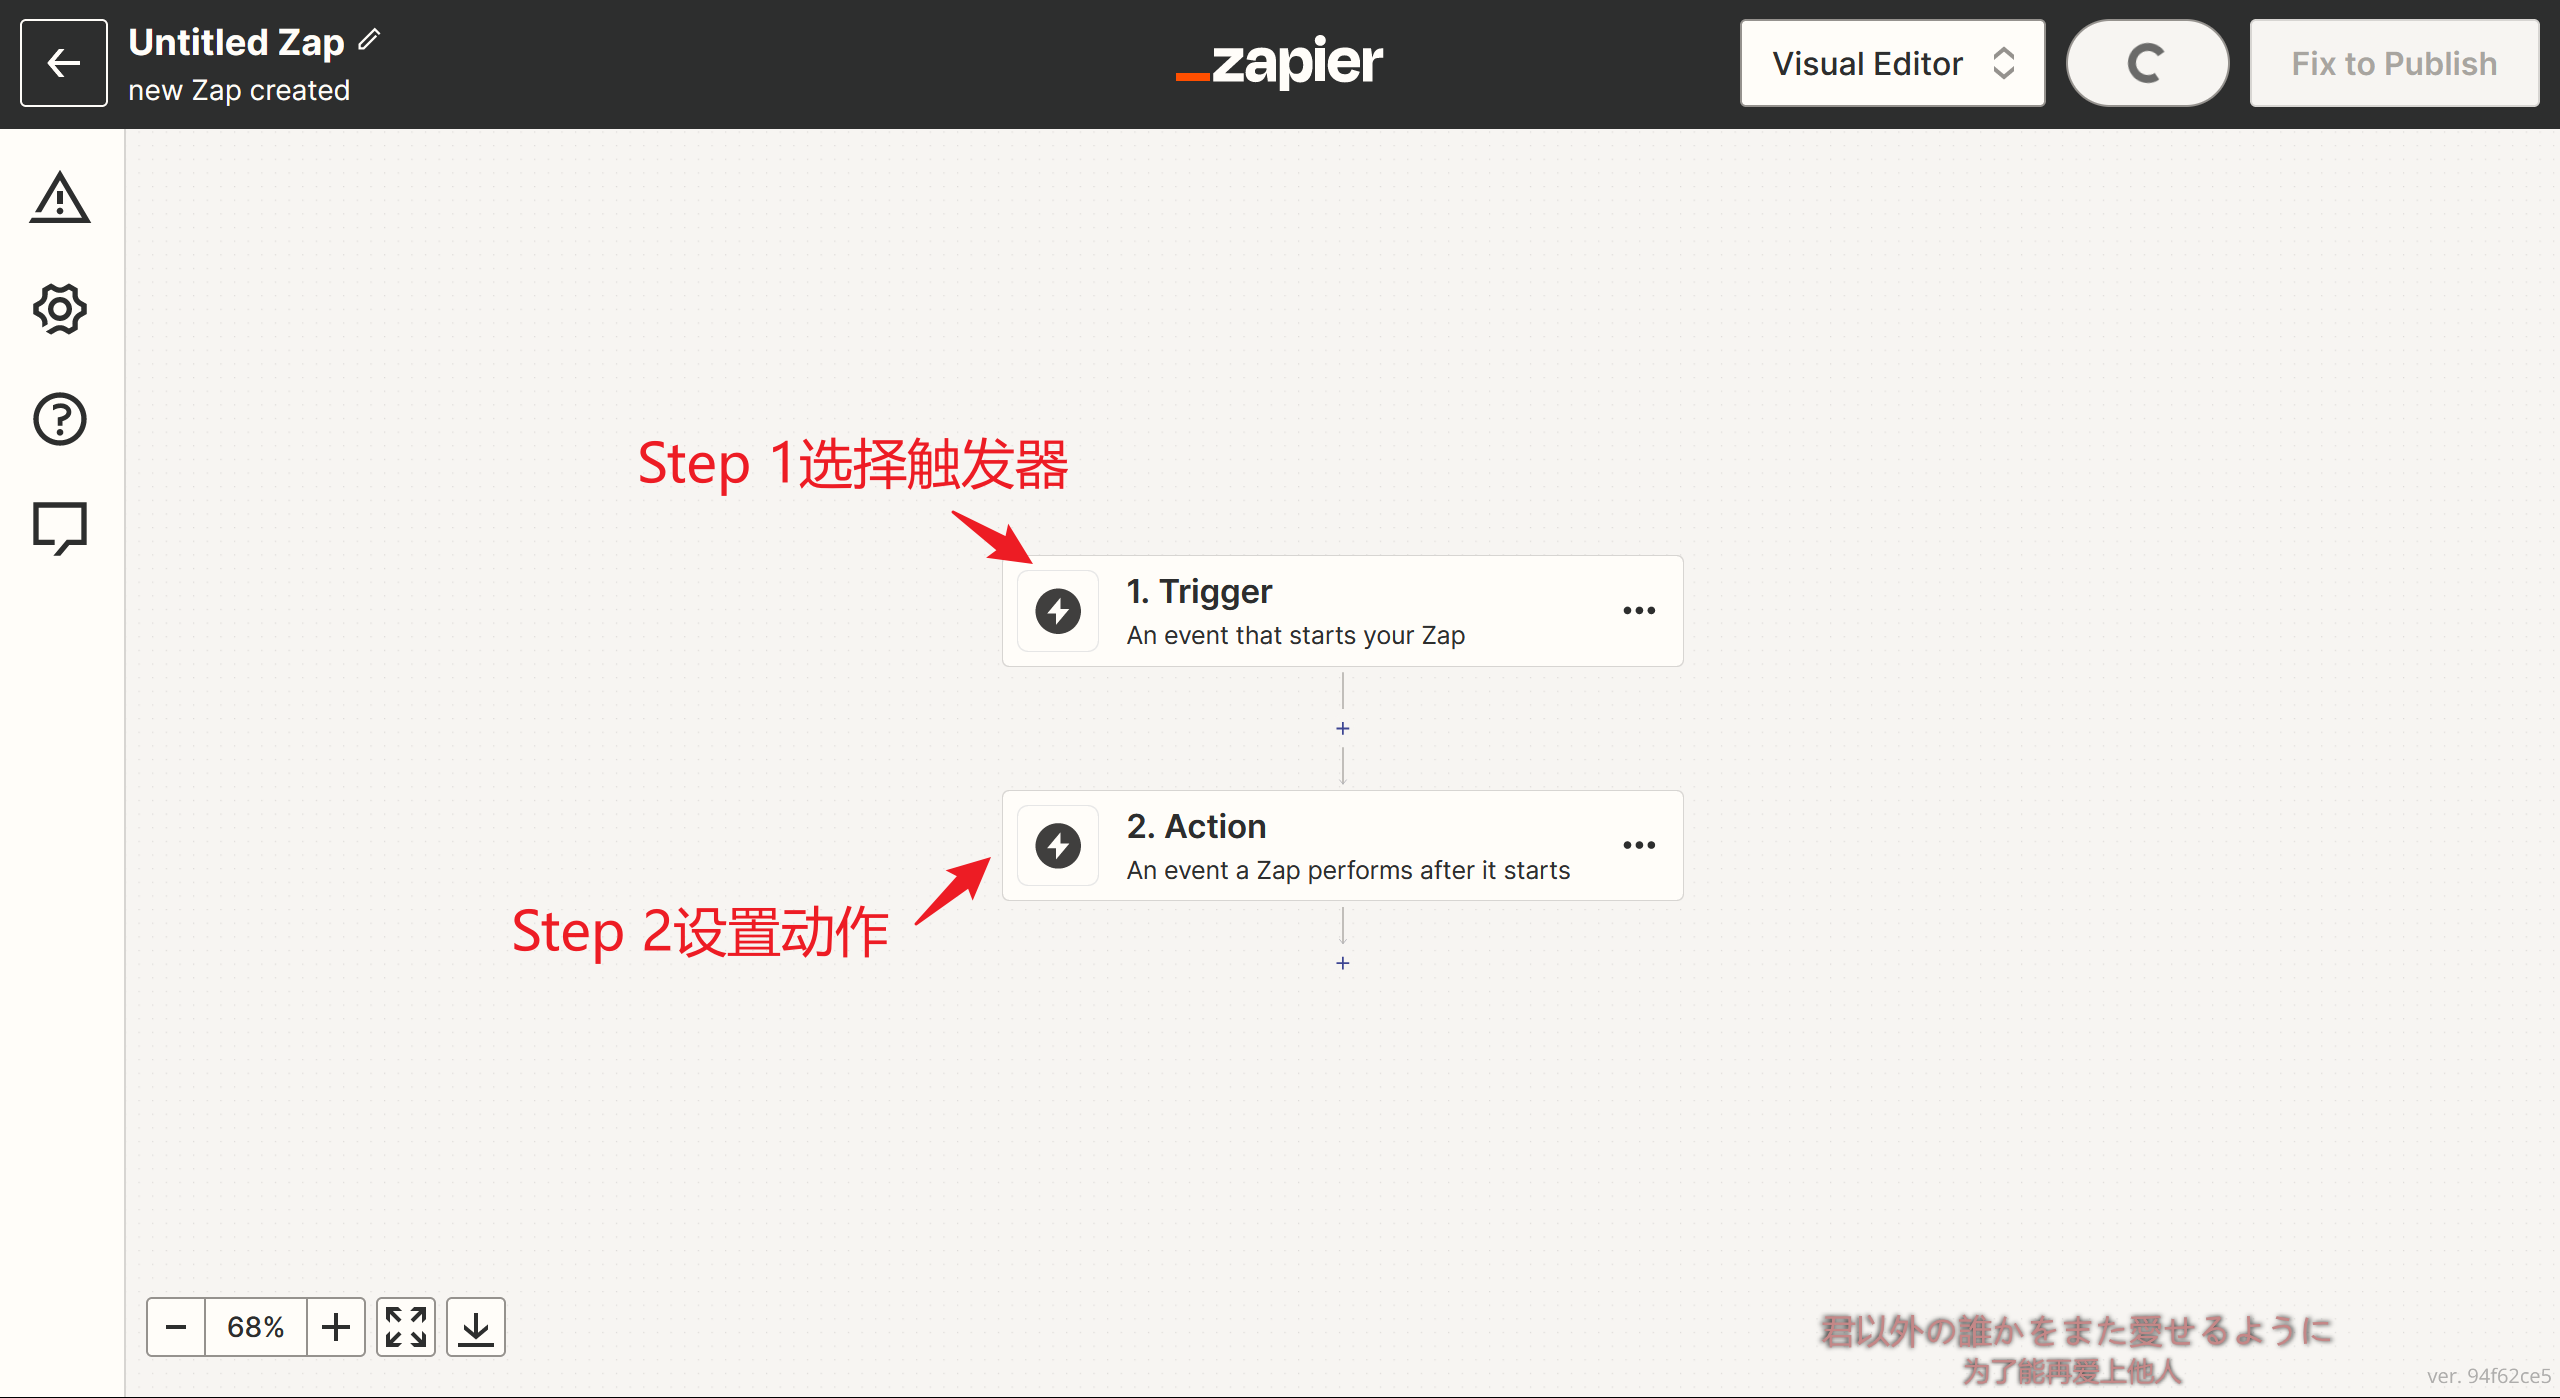 Untitled Zap
new Zap created
zapier
Visual Editor
Fix to Publish
Step 1选择触发器
1. Trigger
An event that starts your Zap
2. Action
An event a Zap performs after it starts
Step 2设置动作
68%
君以外の誰かをまた愛せるように
为了能再爱上他人
ver. 94f62ce5